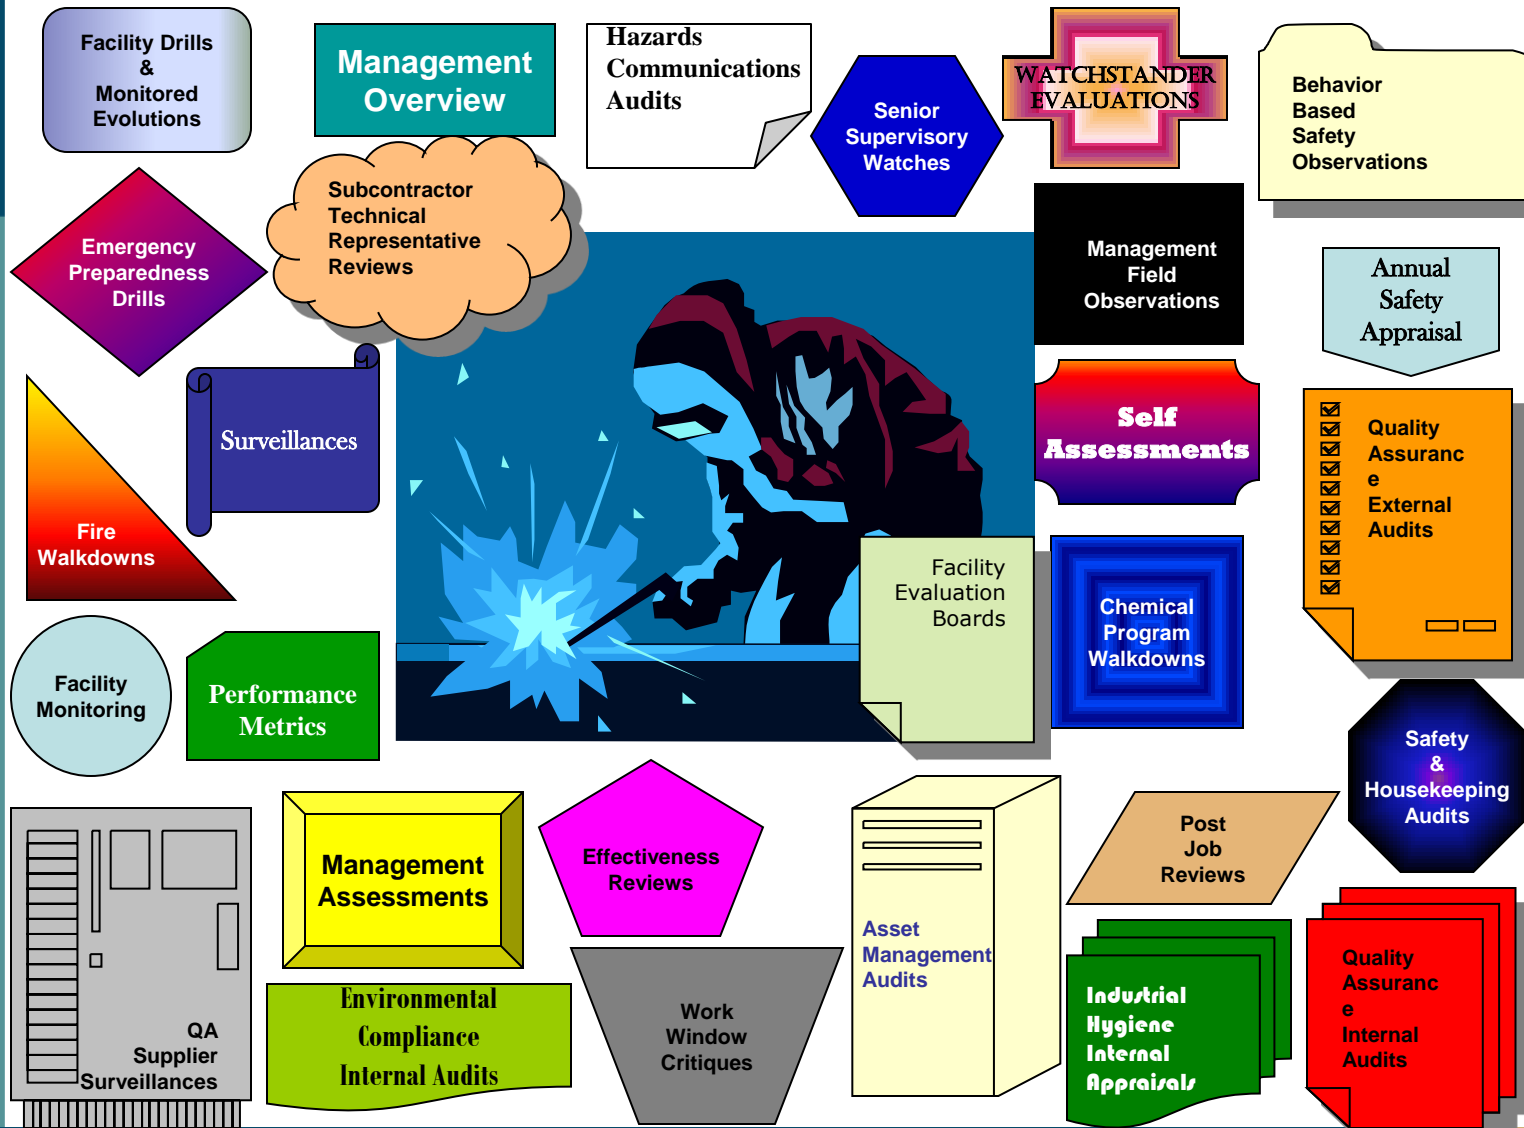 Facility Drills
&
Monitored
Evolutions
Management
Overview
Hazards
Communications
Audits
Senior
Supervisory
Watches
WATCHSTANDER
EVALUATIONS
Behavior
Based
Safety
Observations
Subcontractor
Technical
Representative
Reviews
Emergency
Preparedness
Drills
Management
Field
Observations
Annual
Safety
Appraisal
Surveillances
Self
Assessments
Quality
Assuranc
e
External
Audits
Fire
Walkdowns
Facility
Evaluation
Boards
Chemical
Program
Walkdowns
Facility
Monitoring
Performance
Metrics
Safety
&
Housekeeping
Audits
Management
Assessments
Effectiveness
Reviews
Asset
Management
Audits
Post
Job
Reviews
QA
Supplier
Surveillances
Environmental
Compliance
Internal Audits
Work
Window
Critiques
Industrial
Hygiene
Internal
Appraisals
Quality
Assuranc
e
Internal
Audits